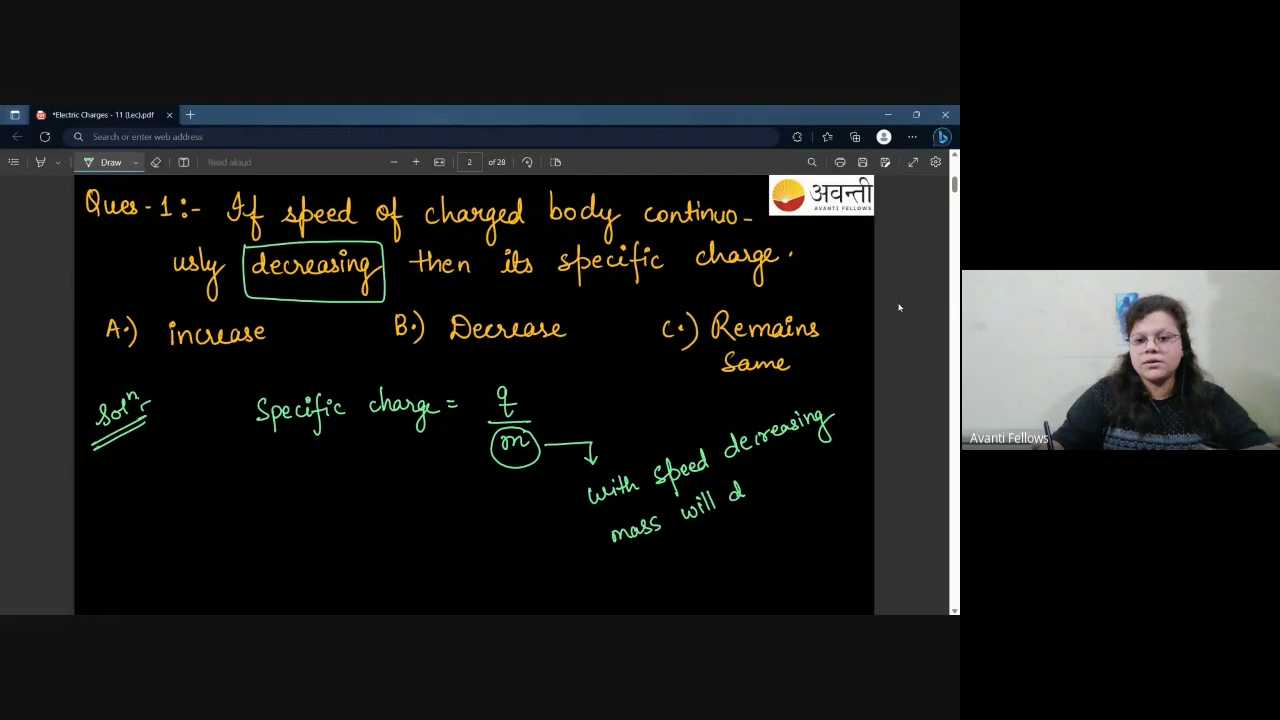 *Electric Charges - 11 (Lec).pdf
Search or enter web address
Draw
Read aloud
2
of 28
Ques-1:- If speed of charged body continuo-
usly decreasing then its specific charge.
अवन्ती
AVANTI FELLOWS
A.) increase
B.) Decrease
C.) Remains
Same
Solⁿ:-
Specific charge = q/m
with speed decreasing
mass will d
Avanti Fellows